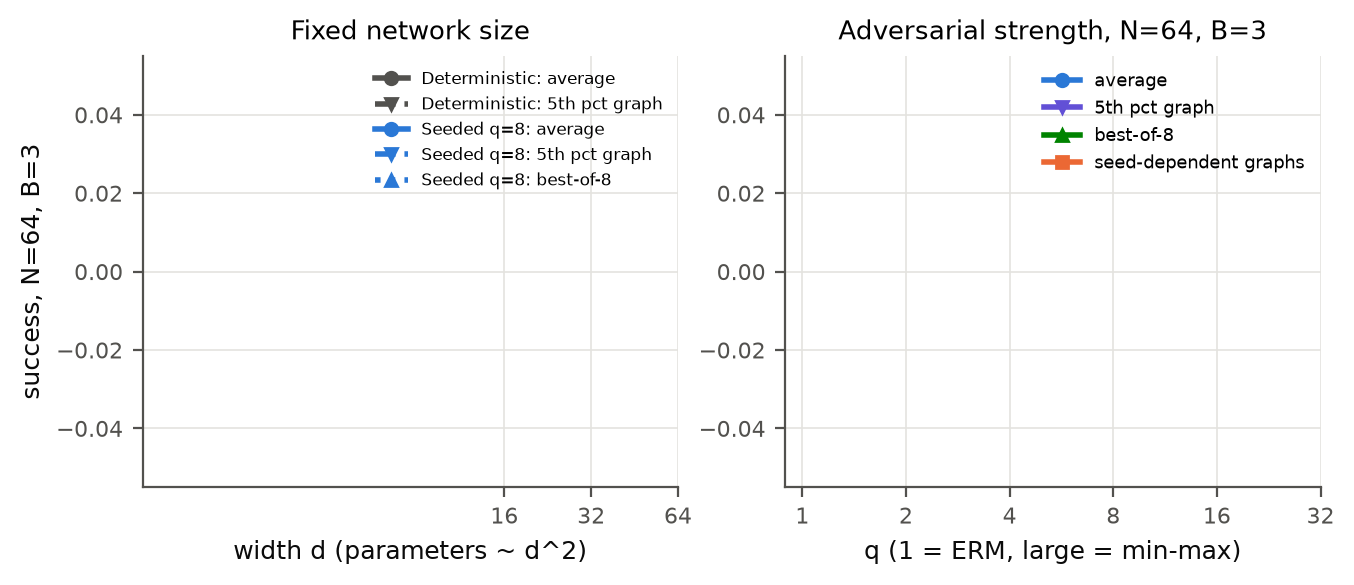 Fixed network size
success, N=64, B=3
0.04
0.02
0.00
−0.02
−0.04
Deterministic: average
Deterministic: 5th pct graph
Seeded q=8: average
Seeded q=8: 5th pct graph
Seeded q=8: best-of-8
16 32 64
width d (parameters ~ d^2)
Adversarial strength, N=64, B=3
0.04
0.02
0.00
−0.02
−0.04
average
5th pct graph
best-of-8
seed-dependent graphs
1 2 4 8 16 32
q (1 = ERM, large = min-max)